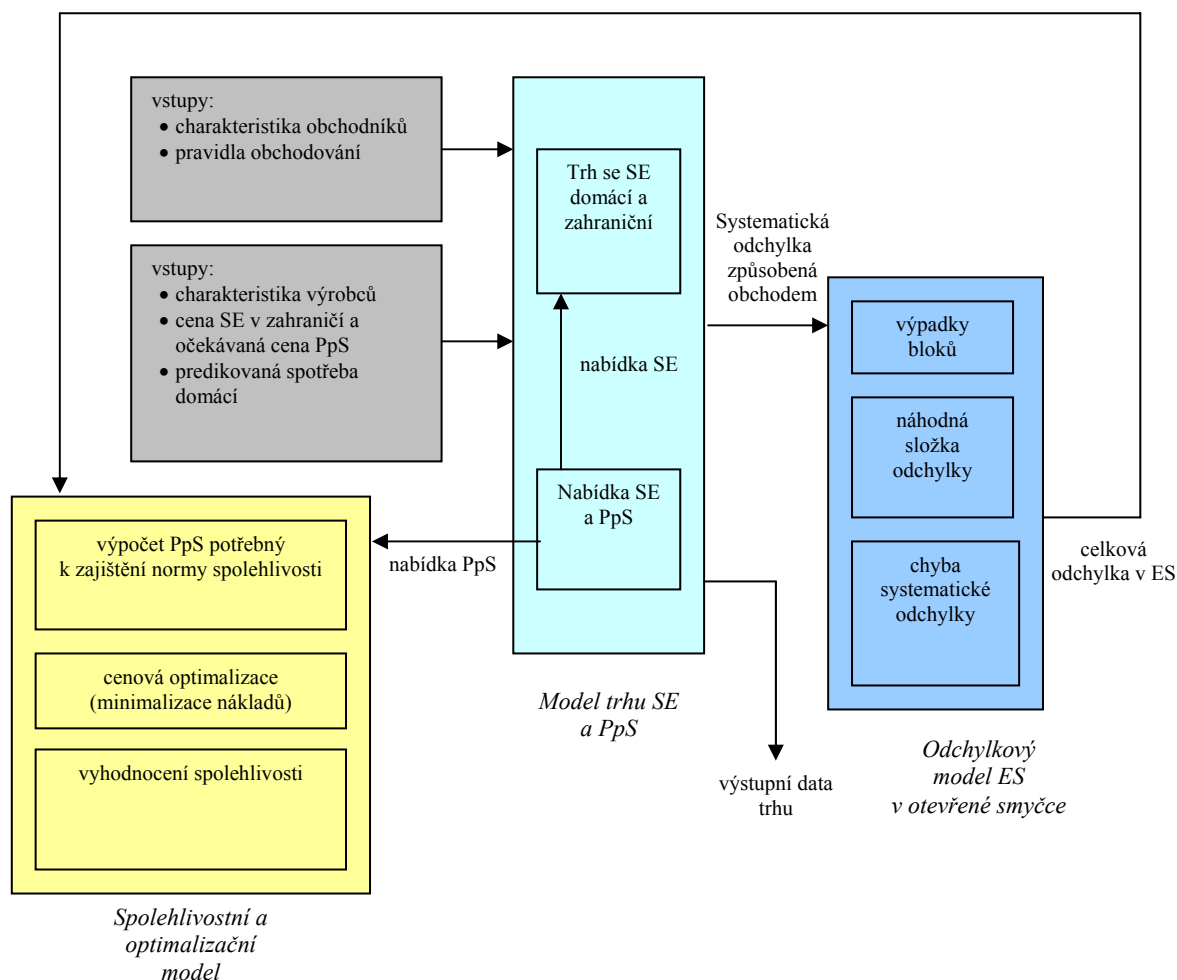 vstupy:
• charakteristika obchodníků
• pravidla obchodování
vstupy:
• charakteristika výrobců
• cena SE v zahraničí a
očekávaná cena PpS
• predikovaná spotřeba
domácí
Trh se SE
domácí a
zahraniční
nabídka SE
Nabídka SE
a PpS
Model trhu SE
a PpS
Systematická
odchylka
způsobená
obchodem
výpadky
bloků
náhodná
složka
odchylky
chyba
systematické
odchylky
Odchylkový
model ES
v otevřené smyčce
celková
odchylka v ES
nabídka PpS
výstupní data
trhu
výpočet PpS potřebný
k zajištění normy spolehlivosti
cenová optimalizace
(minimalizace nákladů)
vyhodnocení spolehlivosti
Spolehlivostní a
optimalizační
model